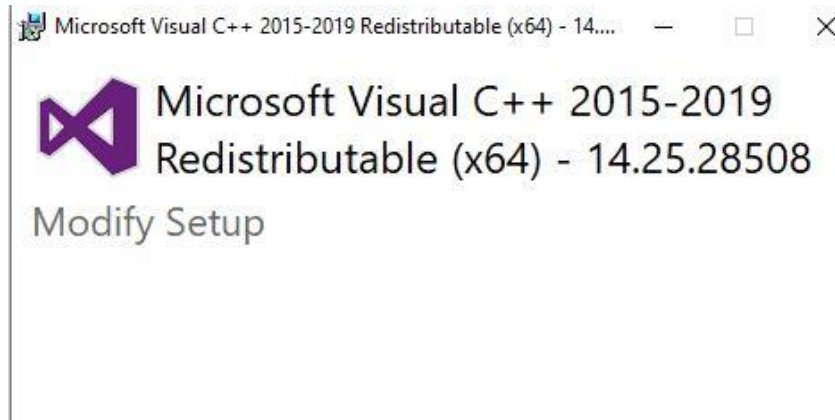 Microsoft Visual C++ 2015-2019 Redistributable (x64) - 14....
Microsoft Visual C++ 2015-2019
Redistributable (x64) - 14.25.28508
Modify Setup